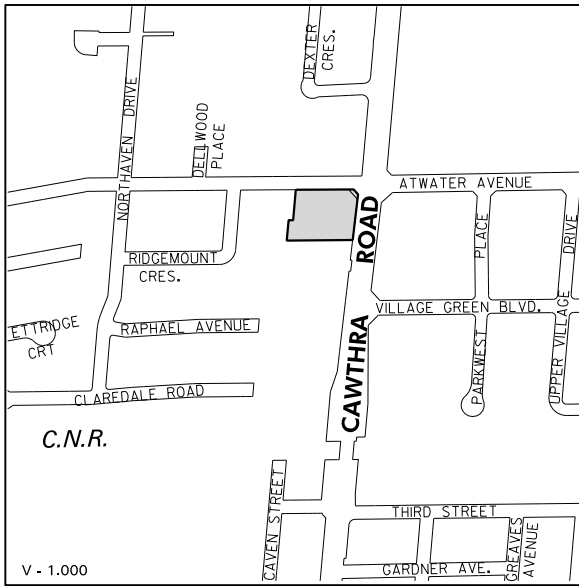 DEXTER
CRES.
NORTHAVEN DRIVE
DELLWOOD
PLACE
ATWATER AVENUE
CAWTHRA ROAD
PLACE
DRIVE
RIDGEMOUNT
CRES.
VILLAGE GREEN BLVD.
ETTRIDGE
CRT
RAPHAEL AVENUE
PARKWEST
UPPER VILLAGE
CLAREDALE ROAD
C.N.R.
CAVEN STREET
THIRD STREET
GREAVES
AVENUE
GARDNER AVE.
V - 1.000